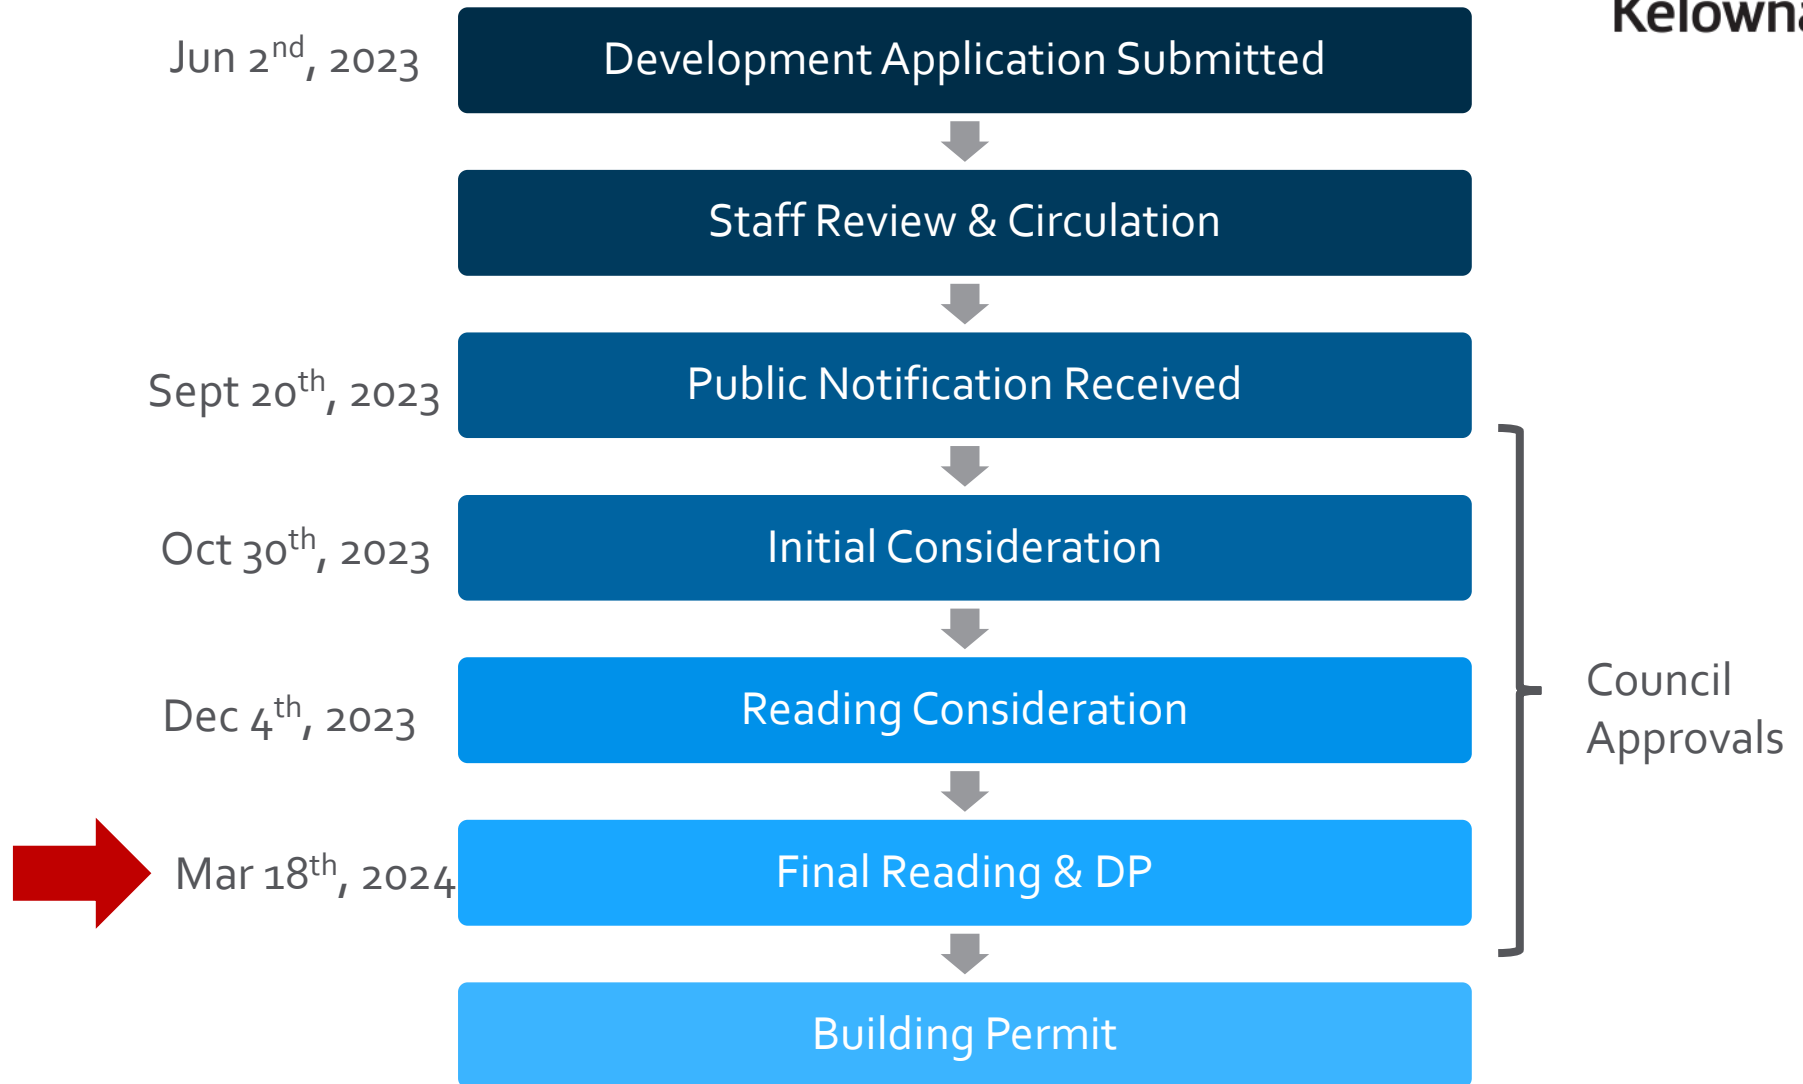 Kelowna
Jun 2nd, 2023
Development Application Submitted
Staff Review & Circulation
Sept 20th, 2023
Public Notification Received
Oct 30th, 2023
Initial Consideration
Dec 4th, 2023
Reading Consideration
Council
Approvals
Mar 18th, 2024
Final Reading & DP
Building Permit